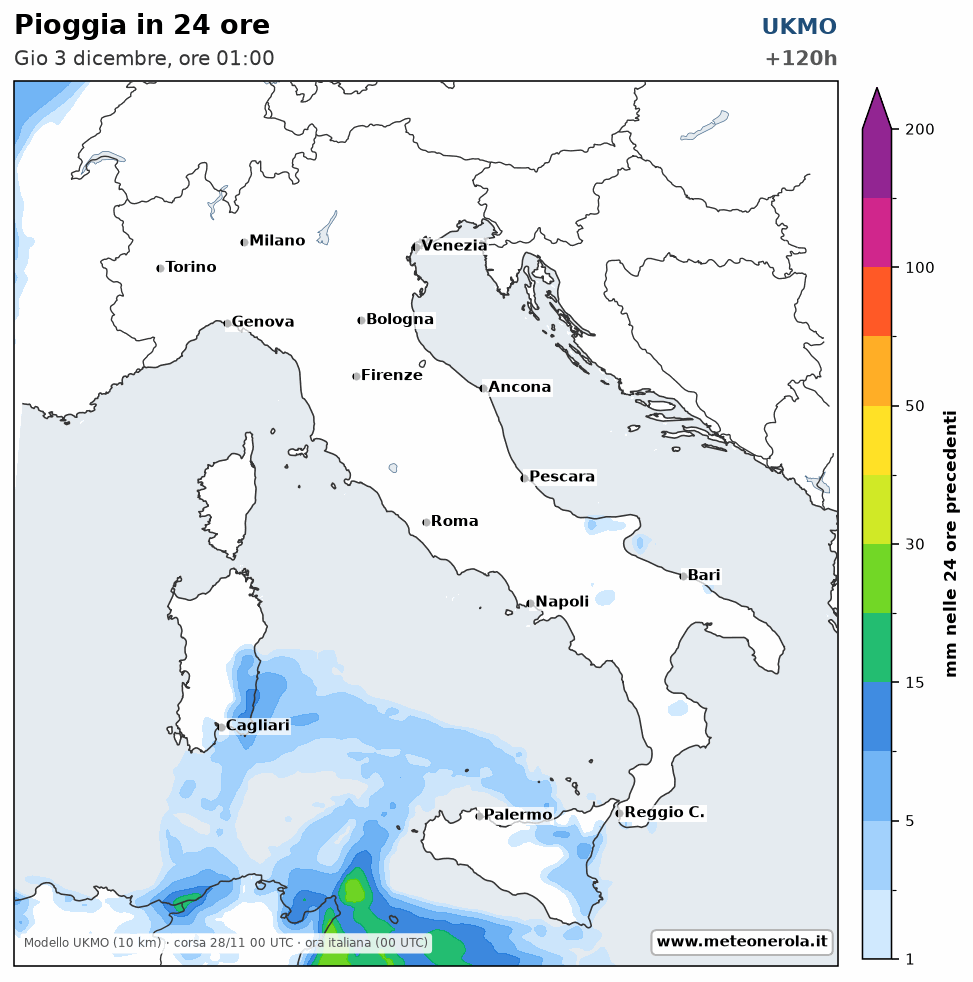 Pioggia in 24 ore
UKMO
Gio 3 dicembre, ore 01:00
+120h
Milano
Venezia
Torino
Genova
Bologna
Firenze
Ancona
Pescara
Roma
Bari
Napoli
Cagliari
Palermo
Reggio C.
Modello UKMO (10 km) · corsa 28/11 00 UTC · ora italiana (00 UTC)
www.meteonerola.it
200
100
50
30
15
5
1
mm nelle 24 ore precedenti